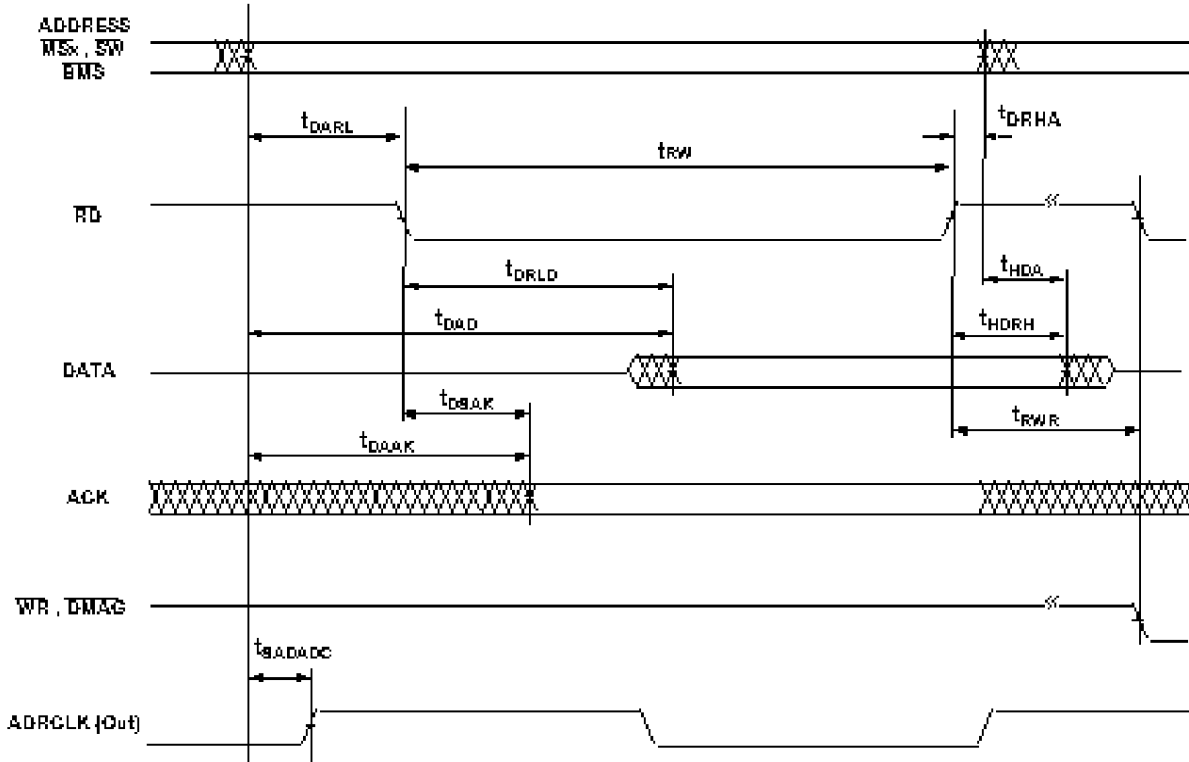 ADDRESS
MSx , SW
BMS
tDARL
tDRHA
tRW
RD
tDRLD
tHDA
tDAD
tHDRH
DATA
tDSAK
tRWR
tDAAK
ACK
WR , DMAG
tSADADC
ADRCLK (Out)